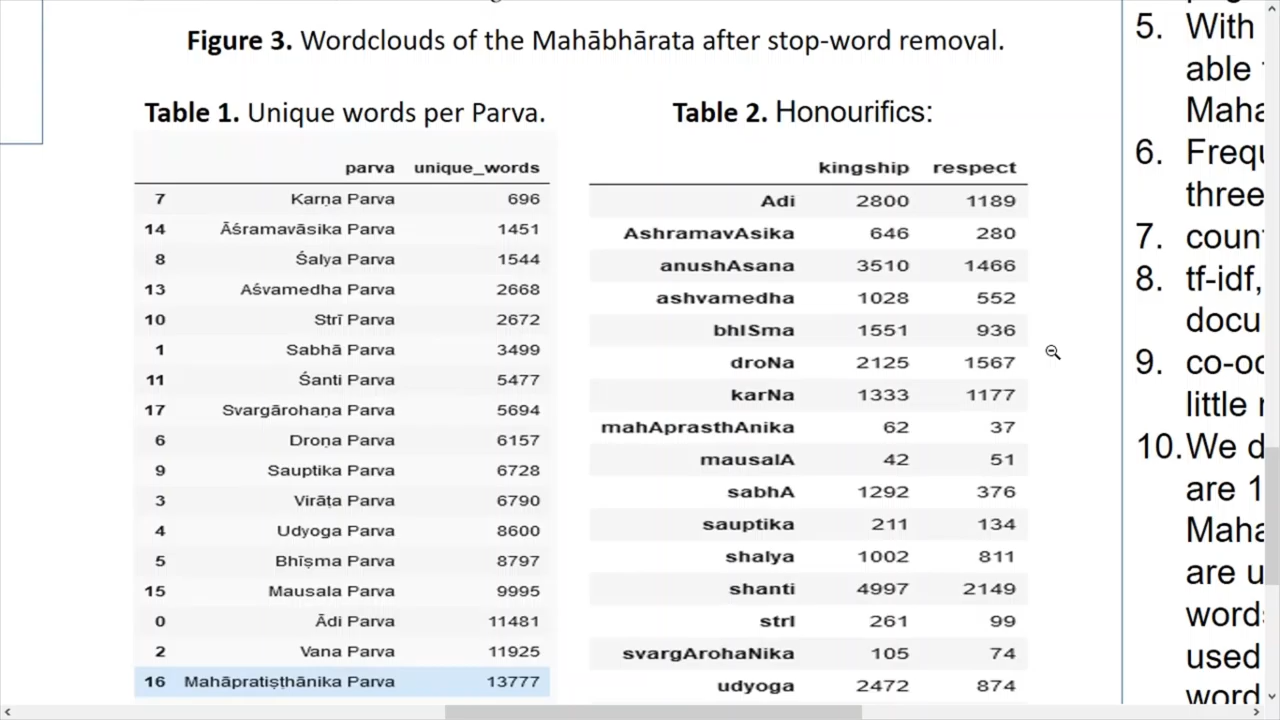 Figure 3. Wordclouds of the Mahābhārata after stop-word removal.
Table 1. Unique words per Parva.
parva unique_words
7 Karṇa Parva 696
14 Āśramavāsika Parva 1451
8 Śalya Parva 1544
13 Aśvamedha Parva 2668
10 Strī Parva 2672
1 Sabhā Parva 3499
11 Śanti Parva 5477
17 Svargārohaṇa Parva 5694
6 Droṇa Parva 6157
9 Sauptika Parva 6728
3 Virāṭa Parva 6790
4 Udyoga Parva 8600
5 Bhīṣma Parva 8797
15 Mausala Parva 9995
0 Ādi Parva 11481
2 Vana Parva 11925
16 Mahāpratiṣṭhānika Parva 13777
Table 2. Honourifics:
kingship respect
Adi 2800 1189
AshramavAsika 646 280
anushAsana 3510 1466
ashvamedha 1028 552
bhISma 1551 936
droNa 2125 1567
karNa 1333 1177
mahAprasthAnika 62 37
mausalA 42 51
sabhA 1292 376
sauptika 211 134
shalya 1002 811
shanti 4997 2149
strI 261 99
svargArohaNika 105 74
udyoga 2472 874
5. With
able
Maha
6. Frequ
three
7. coun
8. tf-idf,
docu
9. co-oc
little
10. We d
are 1
Maha
are u
words
used
word